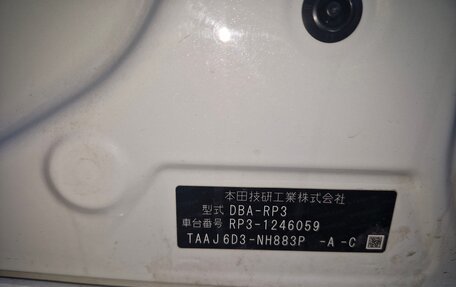 本田技研工業株式会社
型式 DBA-RP3
車台番号 RP3-1246059
TAAJ6D3-NH883P -A -C